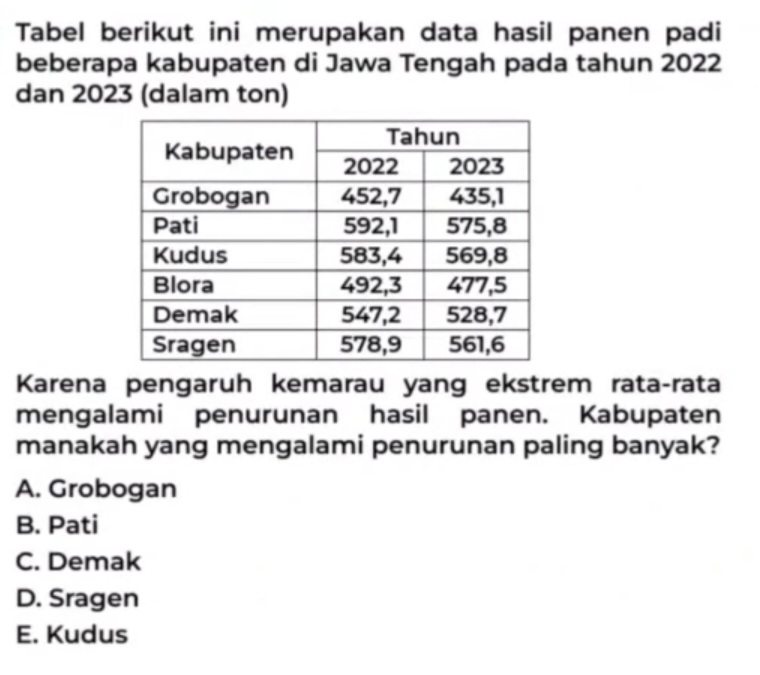 Tabel berikut ini merupakan data hasil panen padi
beberapa kabupaten di Jawa Tengah pada tahun 2022
dan 2023 (dalam ton)
Kabupaten Tahun
2022 2023
Grobogan 452,7 435,1
Pati 592,1 575,8
Kudus 583,4 569,8
Blora 492,3 477,5
Demak 547,2 528,7
Sragen 578,9 561,6
Karena pengaruh kemarau yang ekstrem rata-rata
mengalami penurunan hasil panen. Kabupaten
manakah yang mengalami penurunan paling banyak?
A. Grobogan
B. Pati
C. Demak
D. Sragen
E. Kudus